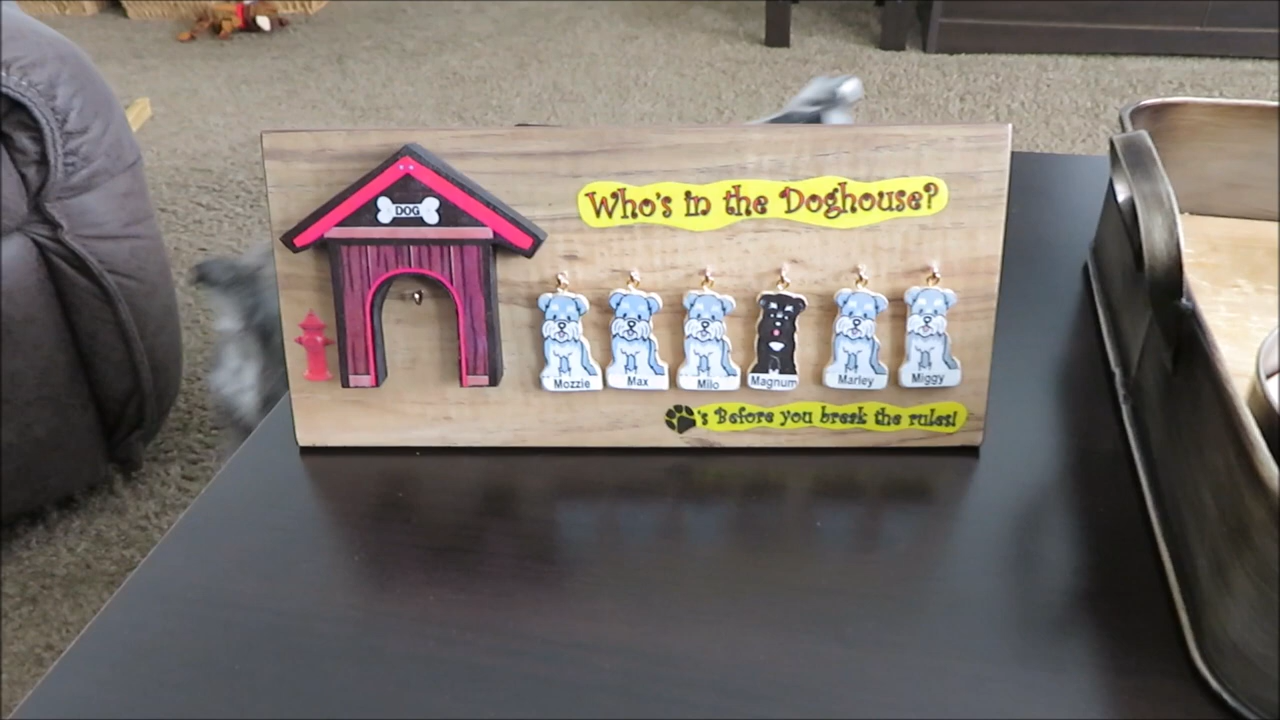 DOG
Who's in the Doghouse?
Mozzie
Max
Milo
Magnum
Marley
Miggy
's Before you break the rules!